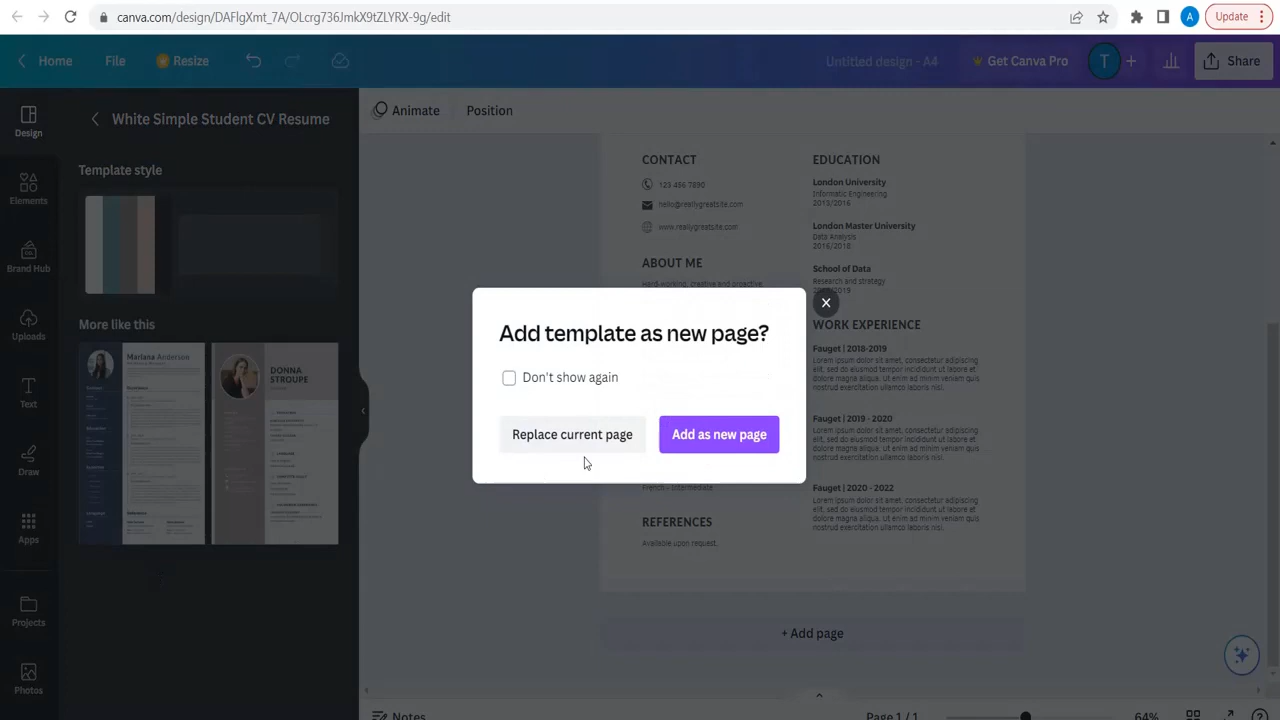 canva.com/design/DAFlgXmt_7A/OLcrg736JmkX9tZLYRX-9g/edit
A
Update
Home
File
Resize
Untitled design - A4
Get Canva Pro
T
+
Share
Design
Elements
Brand Hub
Uploads
Text
Draw
Apps
Projects
Photos
White Simple Student CV Resume
Template style
More like this
Mariana Anderson
DONNA
STROUPE
Animate
Position
CONTACT
123 456 7890
hello@reallygreatsite.com
www.reallygreatsite.com
ABOUT ME
Hard-working, creative and proactive.
French - Intermediate
REFERENCES
Available upon request.
EDUCATION
London University
Informatic Engineering
2013/2016
London Master University
Data Analysis
2016/2018
School of Data
Research and strategy
WORK EXPERIENCE
Fauget | 2018-2019
Lorem ipsum dolor sit amet, consectetur adipiscing
elit, sed do eiusmod tempor incididunt ut labore et
dolore magna aliqua. Ut enim ad minim veniam quis
nostrud exercitation ullamco laboris nisi.
Fauget | 2019 - 2020
Lorem ipsum dolor sit amet, consectetur adipiscing
elit, sed do eiusmod tempor incididunt ut labore et
dolore magna aliqua. Ut enim ad minim veniam quis
nostrud exercitation ullamco laboris nisi.
Fauget | 2020 - 2022
Lorem ipsum dolor sit amet, consectetur adipiscing
elit, sed do eiusmod tempor incididunt ut labore et
dolore magna aliqua. Ut enim ad minim veniam quis
nostrud exercitation ullamco laboris nisi.
Add template as new page?
Don't show again
Replace current page
Add as new page
+ Add page
Notes
Page 1 / 1
64%